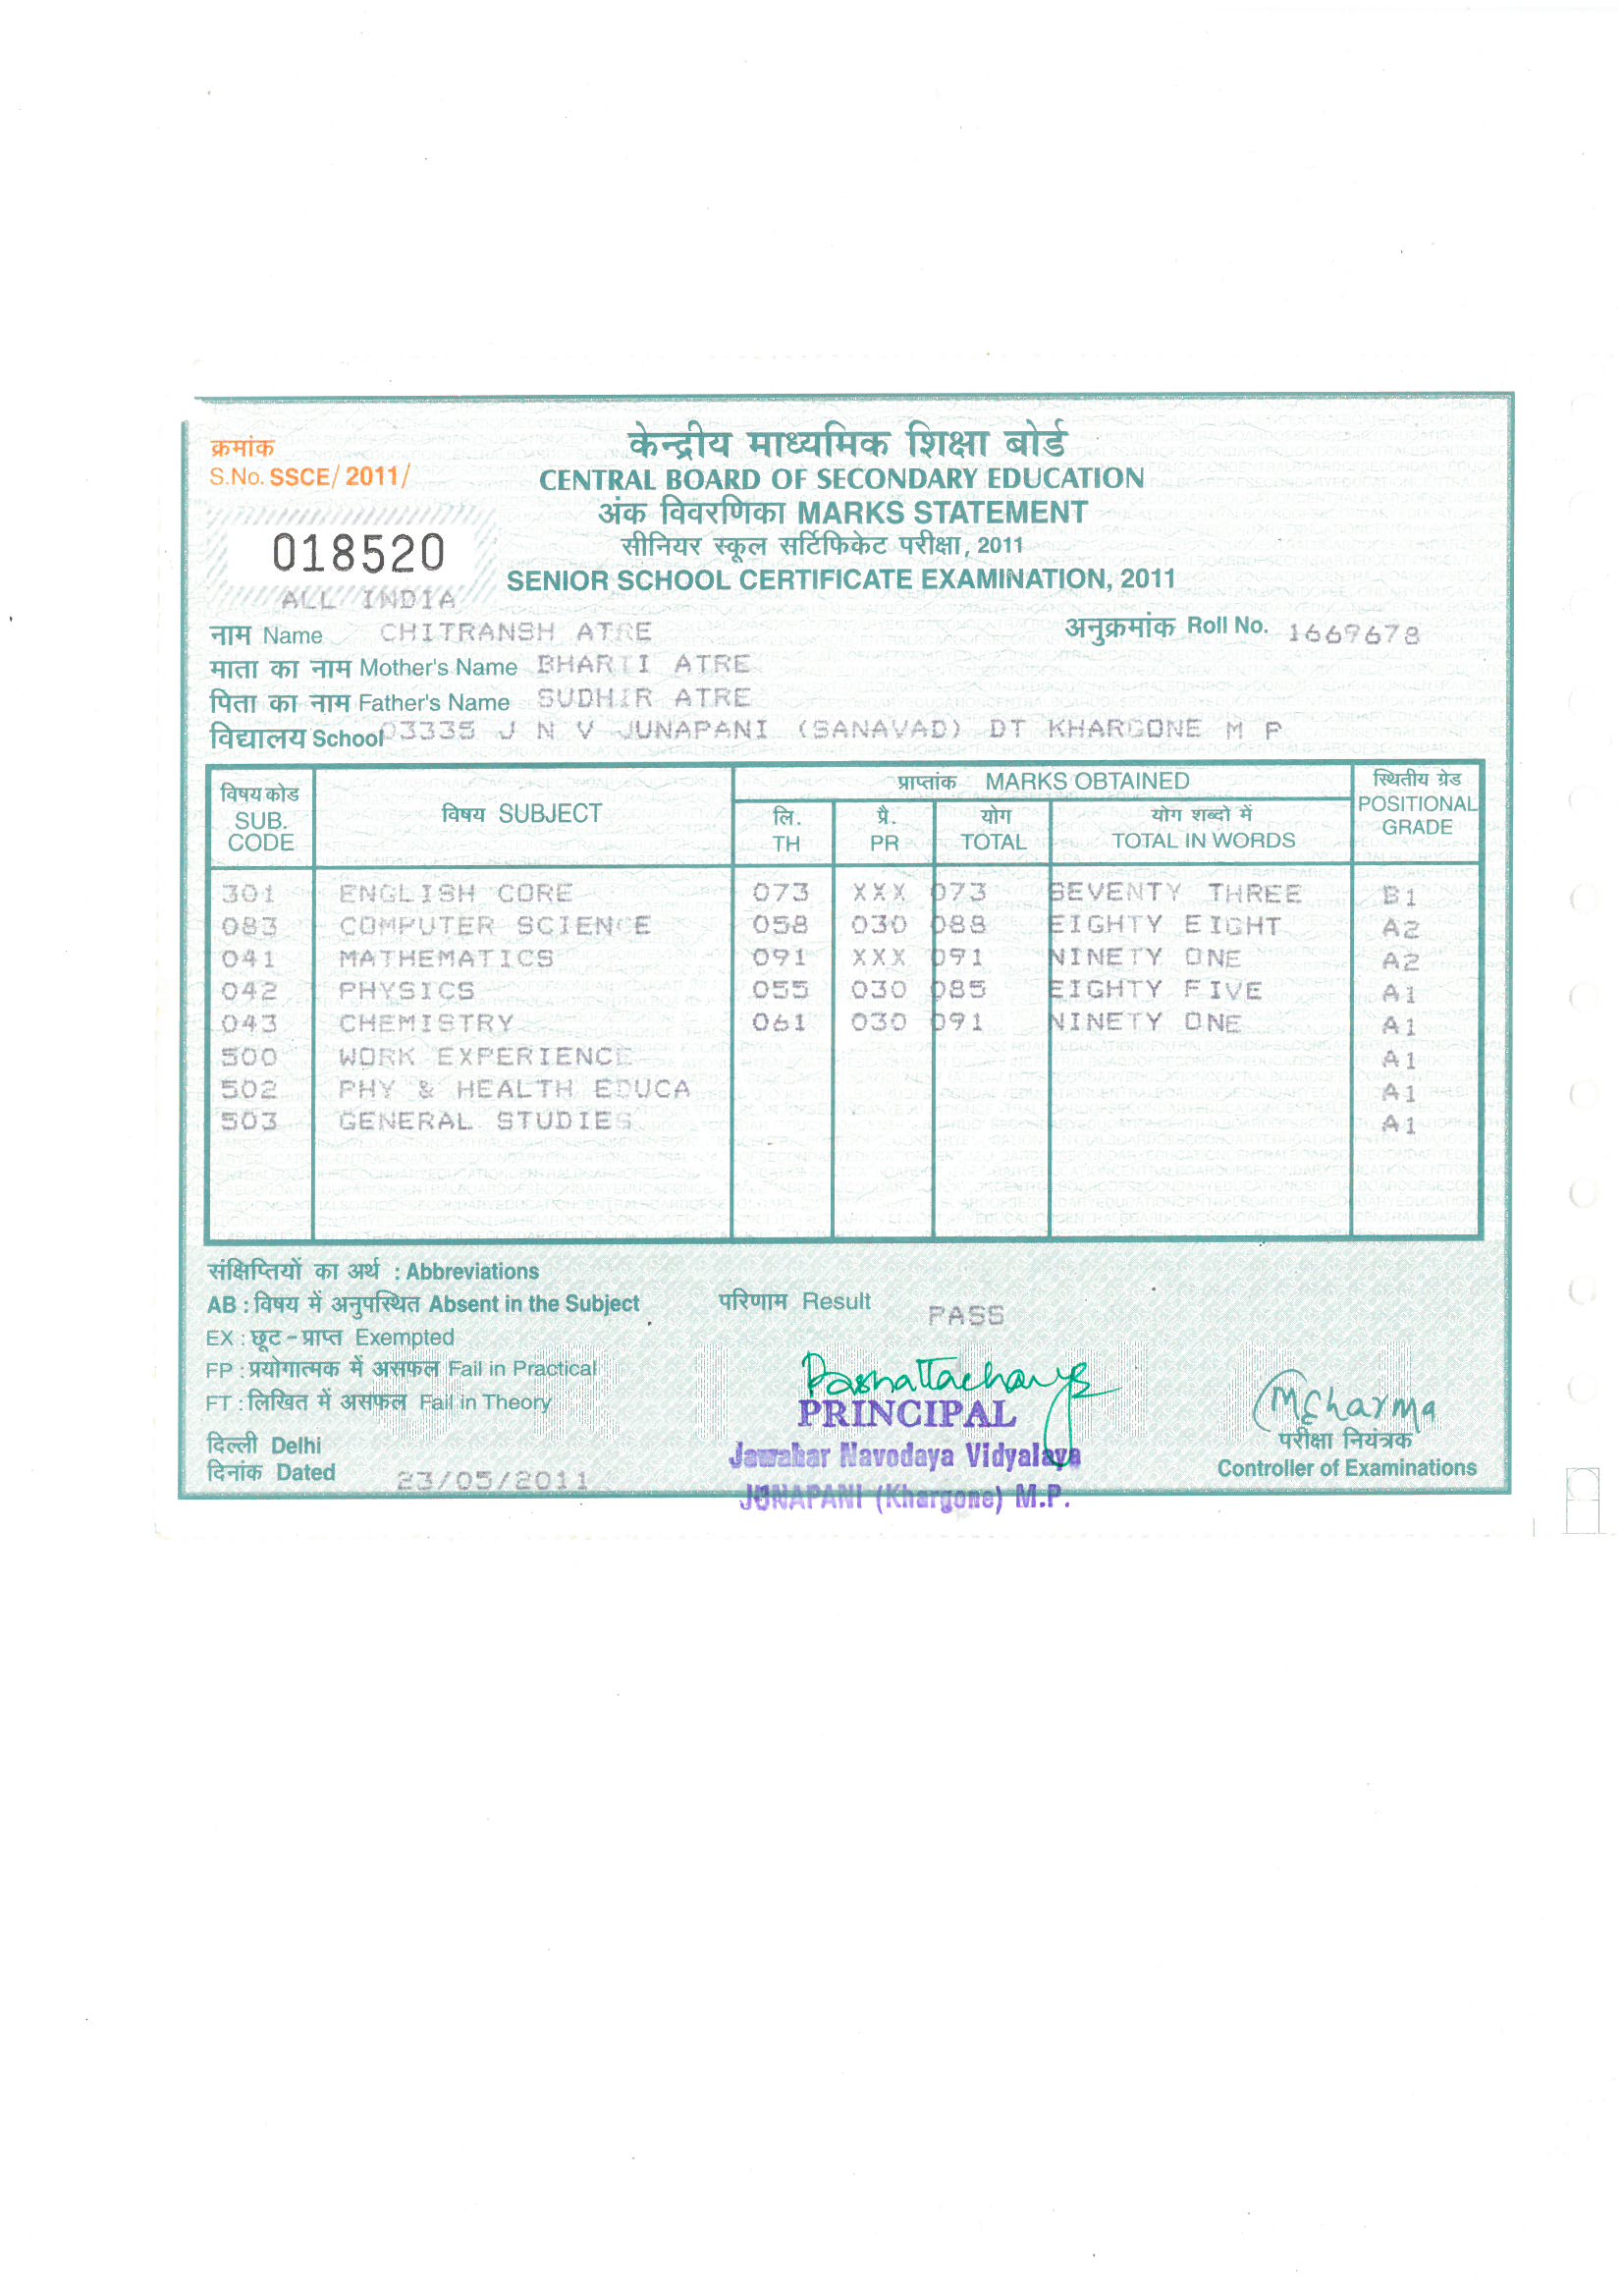 क्रमांक
S.No. SSCE/ 2011/
018520
ALL INDIA
केन्द्रीय माध्यमिक शिक्षा बोर्ड
CENTRAL BOARD OF SECONDARY EDUCATION
अंक विवरणिका MARKS STATEMENT
सीनियर स्कूल सर्टिफिकेट परीक्षा, 2011
SENIOR SCHOOL CERTIFICATE EXAMINATION, 2011
नाम Name CHITRANSH ATRE अनुक्रमांक Roll No. 1669678
माता का नाम Mother's Name BHARTI ATRE
पिता का नाम Father's Name SUDHIR ATRE
विद्यालय School 03335 J N V JUNAPANI (SANAVAD) DT KHARGONE M P
विषय कोड SUB. CODE विषय SUBJECT प्राप्तांक MARKS OBTAINED स्थितीय ग्रेड POSITIONAL GRADE
लि. TH प्रै. PR योग TOTAL योग शब्दो में TOTAL IN WORDS
301 ENGLISH CORE 073 XXX 073 SEVENTY THREE B1
083 COMPUTER SCIENCE 058 030 088 EIGHTY EIGHT A2
041 MATHEMATICS 091 XXX 091 NINETY ONE A2
042 PHYSICS 055 030 085 EIGHTY FIVE A1
043 CHEMISTRY 061 030 091 NINETY ONE A1
500 WORK EXPERIENCE A1
502 PHY & HEALTH EDUCA A1
503 GENERAL STUDIES A1
संक्षिप्तियों का अर्थ : Abbreviations
AB : विषय में अनुपस्थित Absent in the Subject परिणाम Result PASS
EX : छूट - प्राप्त Exempted
FP : प्रयोगात्मक में असफल Fail in Practical
FT : लिखित में असफल Fail in Theory
PRINCIPAL
Jawahar Navodaya Vidyalaya
JUNAPANI (Khargone) M.P.
दिल्ली Delhi
दिनांक Dated 23/05/2011
परीक्षा नियंत्रक
Controller of Examinations